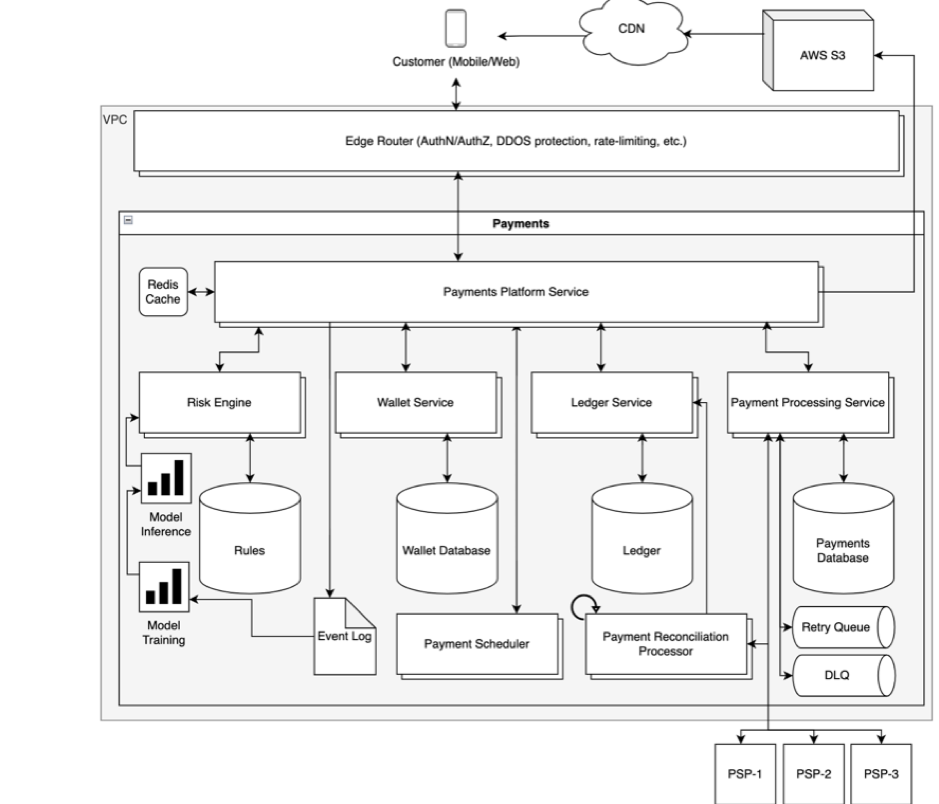 CDN
AWS S3
Customer (Mobile/Web)
VPC
Edge Router (AuthN/AuthZ, DDOS protection, rate-limiting, etc.)
Payments
Redis
Cache
Payments Platform Service
Risk Engine
Wallet Service
Ledger Service
Payment Processing Service
Model
Inference
Rules
Wallet Database
Ledger
Payments
Database
Model
Training
Event Log
Payment Scheduler
Payment Reconciliation
Processor
Retry Queue
DLQ
PSP-1
PSP-2
PSP-3